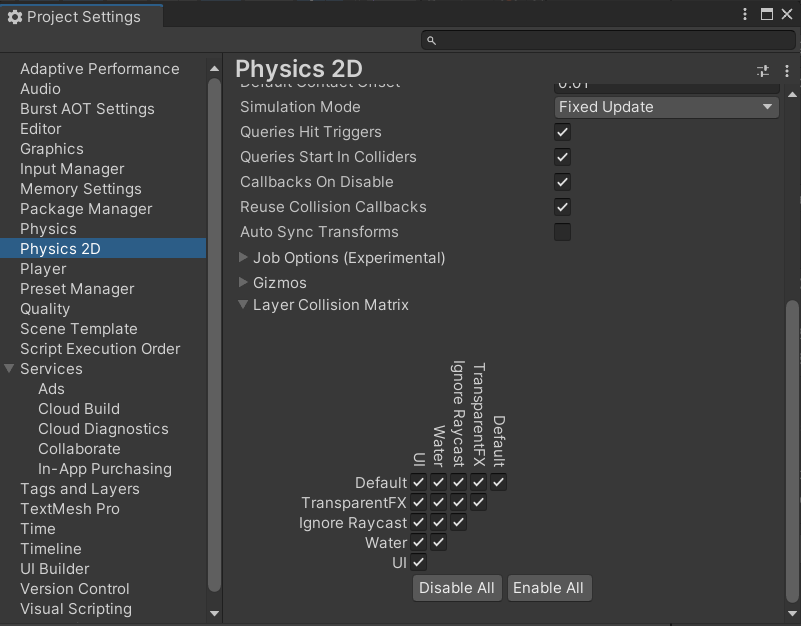 Project Settings
Adaptive Performance
Audio
Burst AOT Settings
Editor
Graphics
Input Manager
Memory Settings
Package Manager
Physics
Physics 2D
Player
Preset Manager
Quality
Scene Template
Script Execution Order
Services
Ads
Cloud Build
Cloud Diagnostics
Collaborate
In-App Purchasing
Tags and Layers
TextMesh Pro
Time
Timeline
UI Builder
Version Control
Visual Scripting
Physics 2D
Default Contact Offset 0.01
Simulation Mode Fixed Update
Queries Hit Triggers
Queries Start In Colliders
Callbacks On Disable
Reuse Collision Callbacks
Auto Sync Transforms
Job Options (Experimental)
Gizmos
Layer Collision Matrix
UI
Water
Ignore Raycast
TransparentFX
Default
Default
TransparentFX
Ignore Raycast
Water
UI
Disable All Enable All